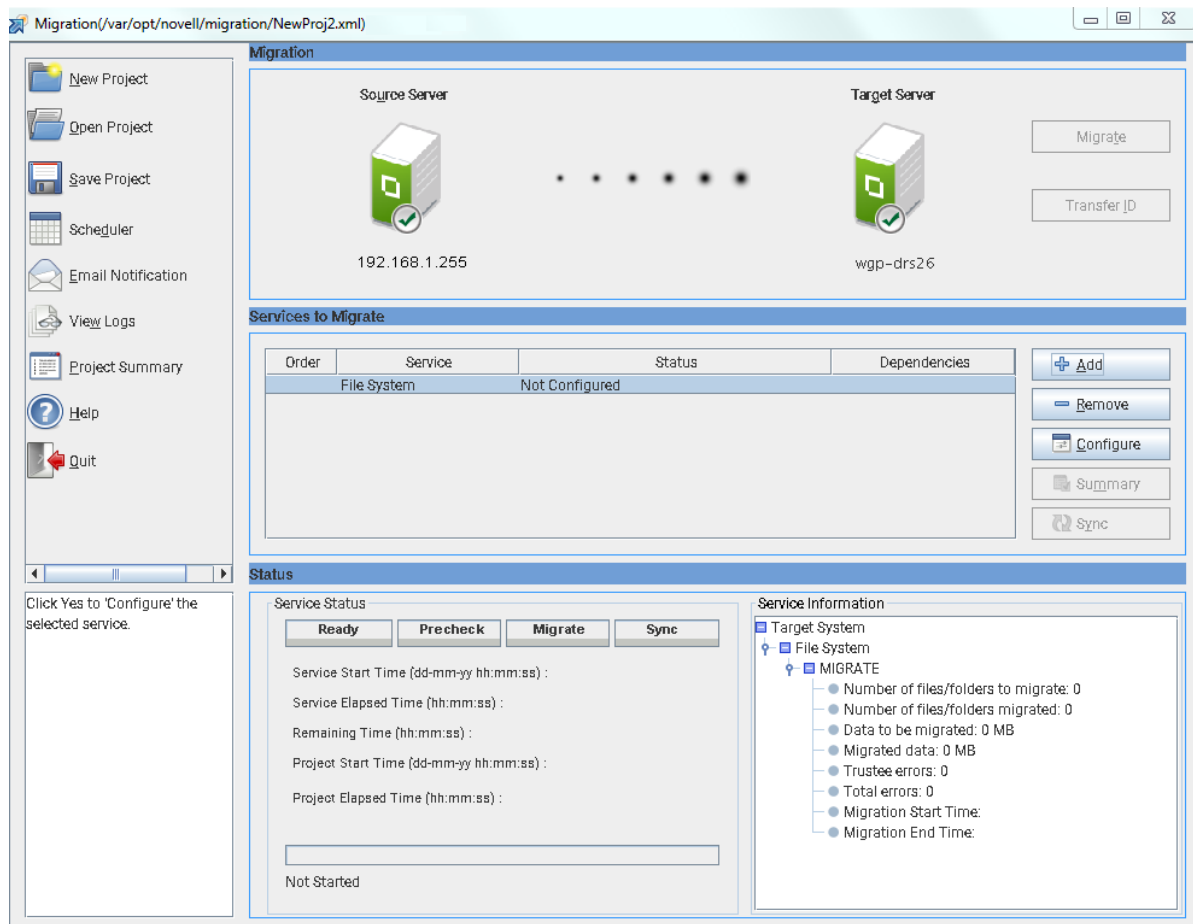 Migration(/var/opt/novell/migration/NewProj2.xml)
New Project
Open Project
Save Project
Scheduler
Email Notification
View Logs
Project Summary
Help
Quit
Click Yes to 'Configure' the
selected service.
Migration
Source Server
Target Server
192.168.1.255
wgp-drs26
Migrate
Transfer ID
Services to Migrate
Order Service Status Dependencies
File System Not Configured
Add
Remove
Configure
Summary
Sync
Status
Service Status
Ready Precheck Migrate Sync
Service Start Time (dd-mm-yy hh:mm:ss) :
Service Elapsed Time (hh:mm:ss) :
Remaining Time (hh:mm:ss) :
Project Start Time (dd-mm-yy hh:mm:ss) :
Project Elapsed Time (hh:mm:ss) :
Not Started
Service Information
Target System
File System
MIGRATE
Number of files/folders to migrate: 0
Number of files/folders migrated: 0
Data to be migrated: 0 MB
Migrated data: 0 MB
Trustee errors: 0
Total errors: 0
Migration Start Time:
Migration End Time: